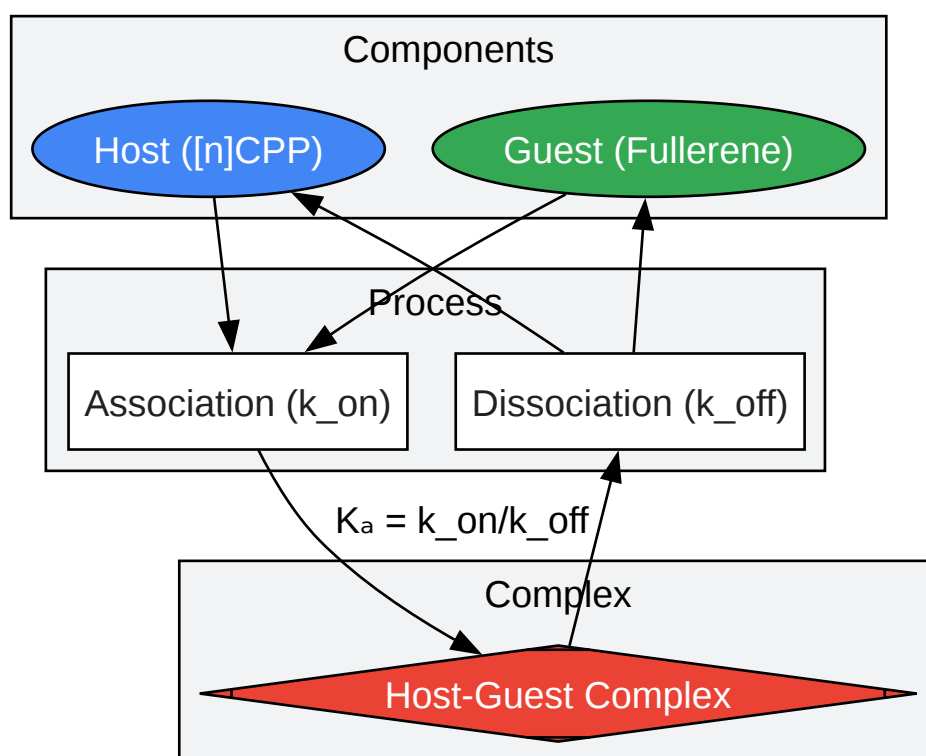 Components
Host ([n]CPP)
Guest (Fullerene)
Process
Association (k_on)
Dissociation (k_off)
Kₐ = k_on/k_off
Complex
Host-Guest Complex